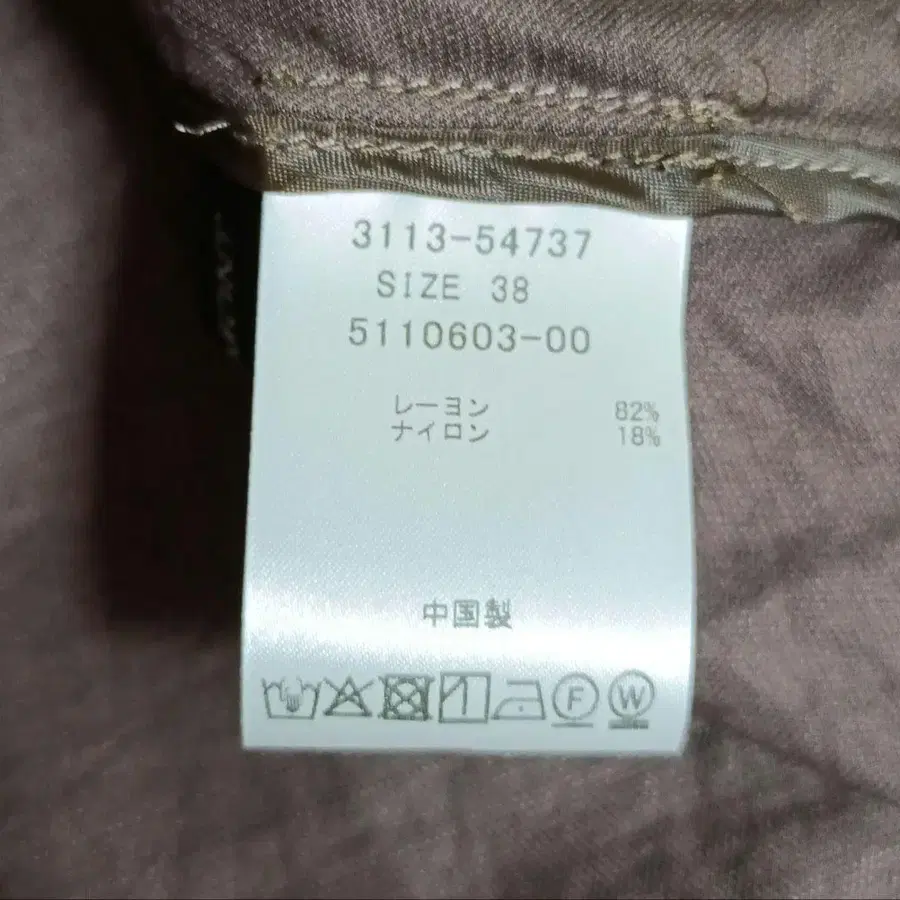 3113-54737
SIZE 38
5110603-00
レーヨン 82%
ナイロン 18%
中国製
F W